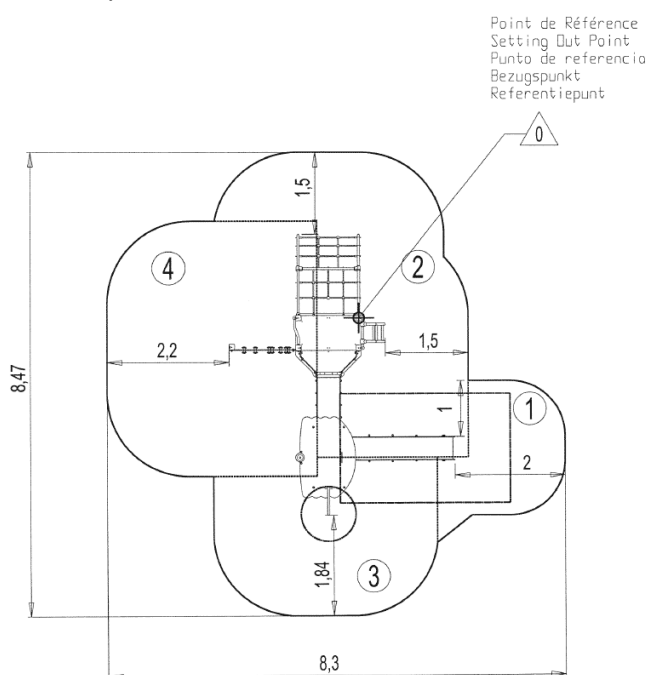 Point de Référence
Setting Out Point
Punto de referencia
Bezugspunkt
Referentiepunt
0
1,5
4
2
2,2
1,5
8,47
1
1
2
1,84
3
8,3